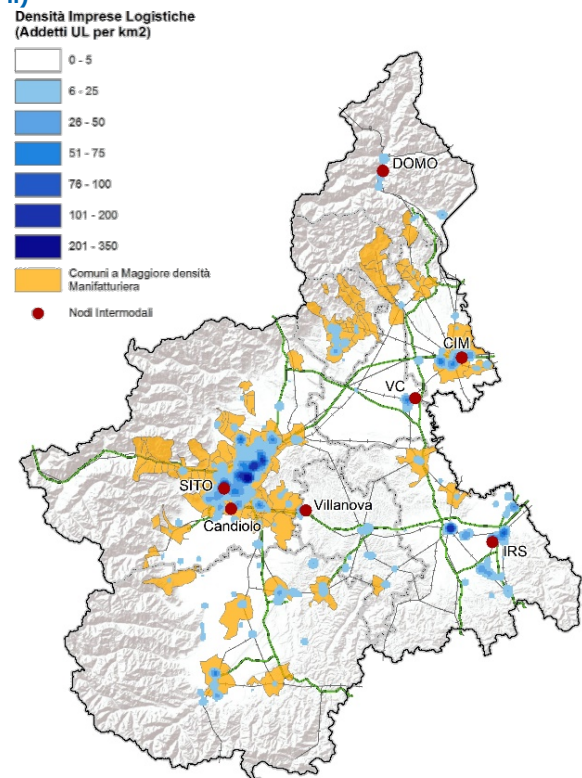 Densità Imprese Logistiche
(Addetti UL per km2)
0 - 5
6 - 25
26 - 50
51 - 75
76 - 100
101 - 200
201 - 350
Comuni a Maggiore densità
Manifatturiera
Nodi Intermodali
DOMO
CIM
VC
SITO
Candiolo
Villanova
IRS